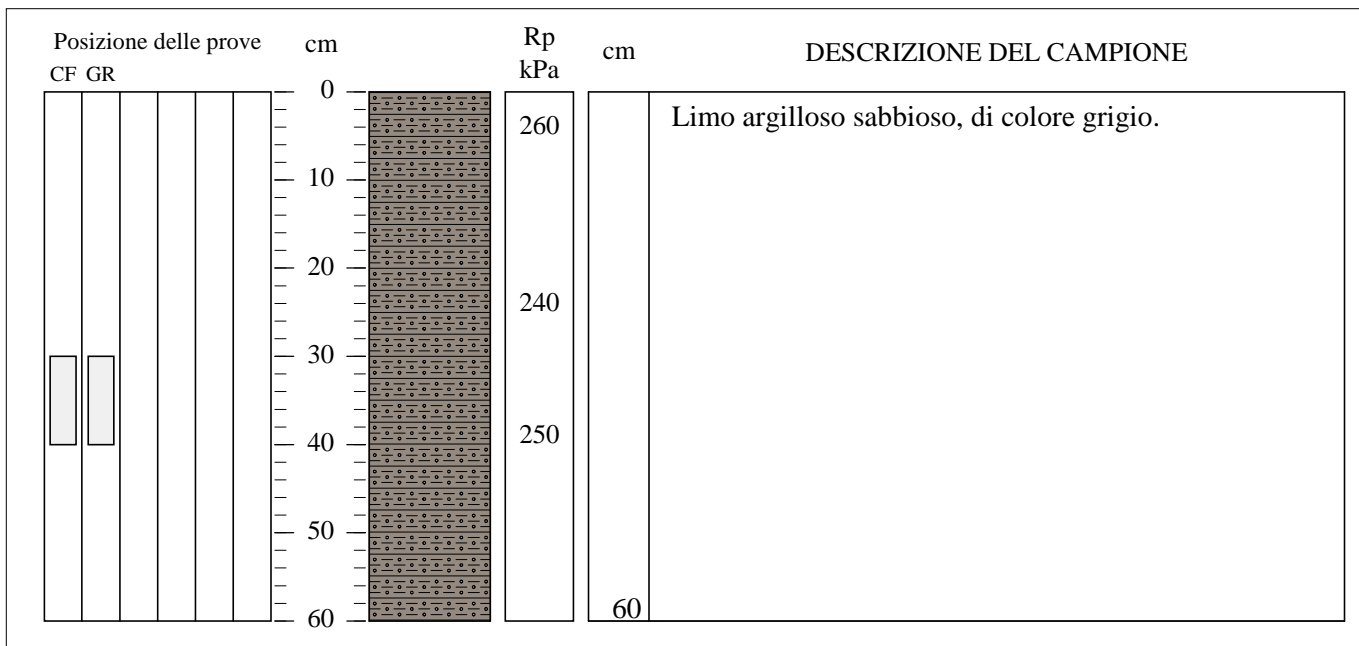 Posizione delle prove
CF GR
cm
Rp
kPa
cm
DESCRIZIONE DEL CAMPIONE
0
10
20
30
40
50
60
260
240
250
60
Limo argilloso sabbioso, di colore grigio.